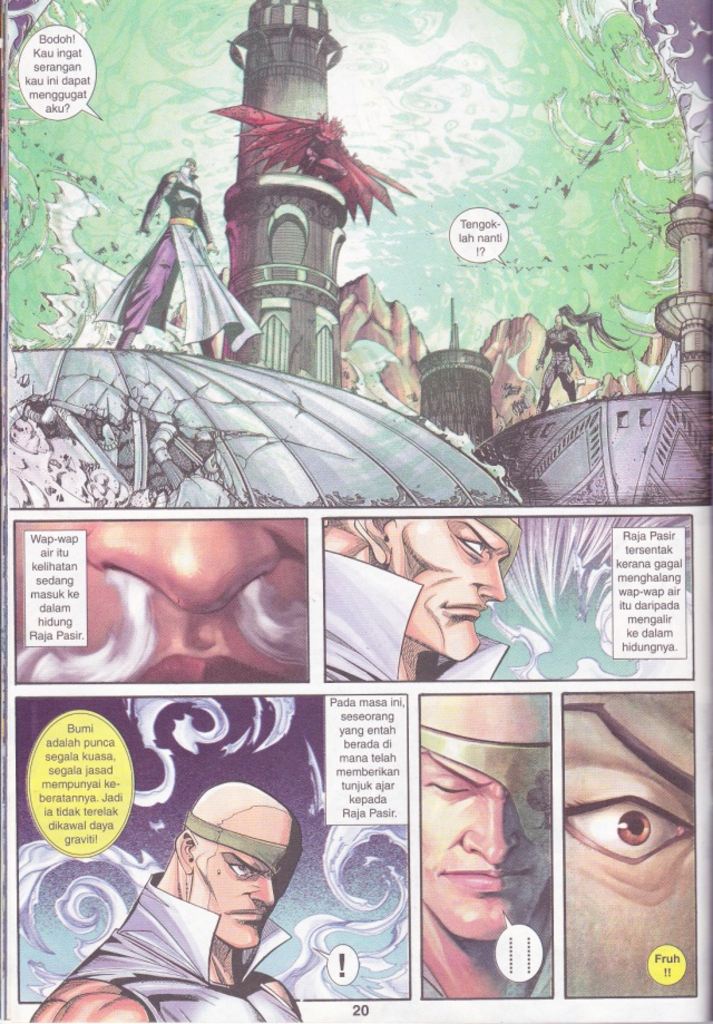 Bodoh!
Kau ingat
serangan
kau ini dapat
menggugat
aku?
Tengok-
lah nanti
!?
Wap-wap
air itu
kelihatan
sedang
masuk ke
dalam
hidung
Raja Pasir.
Raja Pasir
tersentak
kerana gagal
menghalang
wap-wap air
itu daripada
mengalir
ke dalam
hidungnya.
Bumi
adalah punca
segala kuasa,
segala jasad
mempunyai ke-
beratannya. Jadi
ia tidak terelak
dikawal daya
graviti!
Pada masa ini,
seseorang
yang entah
berada di
mana telah
memberikan
tunjuk ajar
kepada
Raja Pasir.
!
Fruh
!!
20